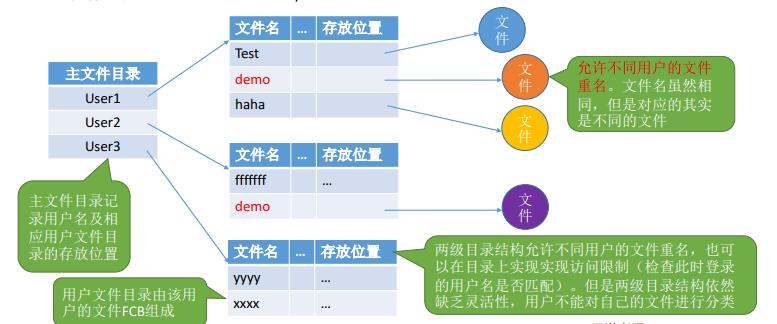 文件名 … 存放位置
Test
demo
haha
文件
文件
文件
允许不同用户的文件
重名。文件名虽然相
同，但是对应的其实
是不同的文件
主文件目录
User1
User2
User3
文件名 … 存放位置
fffffff …
demo
文件
主文件目录记
录用户名及相
应用户文件目
录的存放位置
文件名 … 存放位置
yyyy …
xxxx …
两级目录结构允许不同用户的文件重名，也可
以在目录上实现实现访问限制（检查此时登录
的用户名是否匹配）。但是两级目录结构依然
缺乏灵活性，用户不能对自己的文件进行分类
用户文件目录由该用
户的文件FCB组成